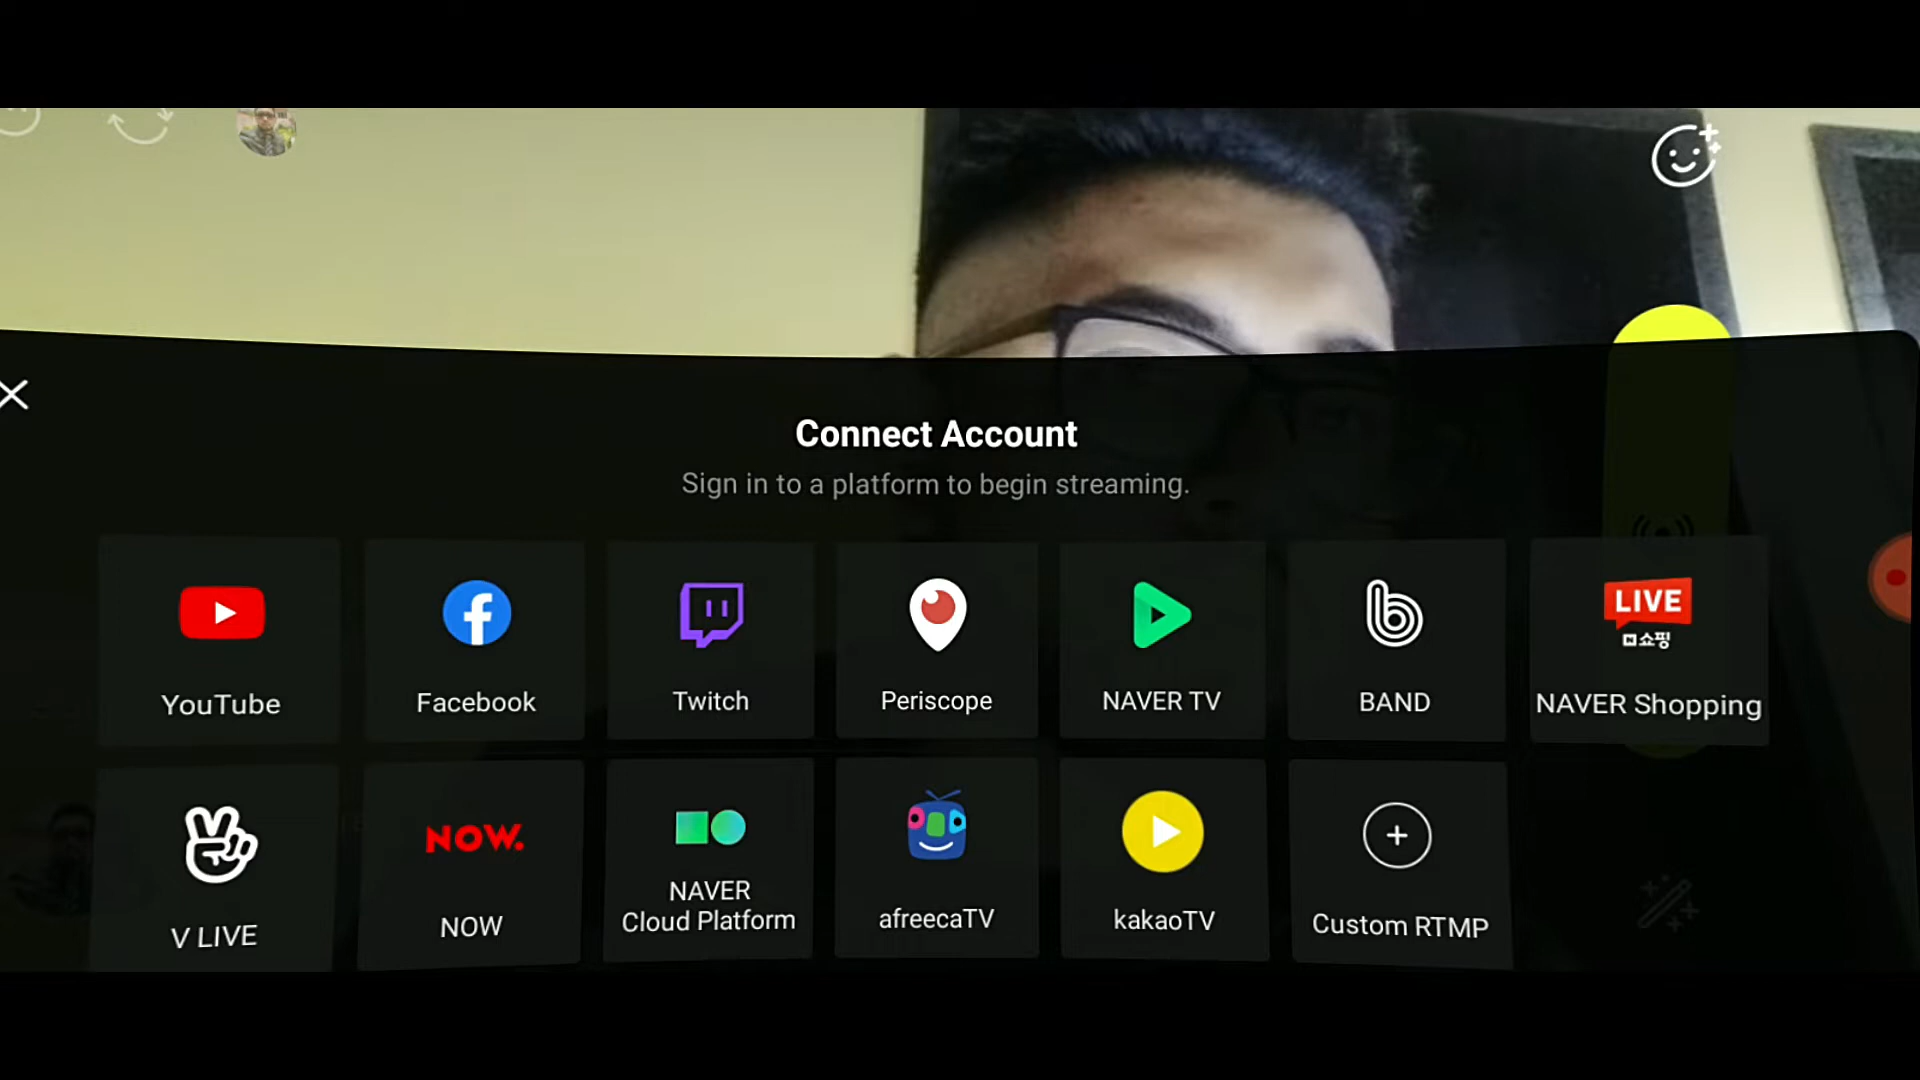 Connect Account
Sign in to a platform to begin streaming.
LIVE
N쇼핑
YouTube
Facebook
Twitch
Periscope
NAVER TV
BAND
NAVER Shopping
NOW.
V LIVE
NOW
NAVER
Cloud Platform
afreecaTV
kakaoTV
Custom RTMP